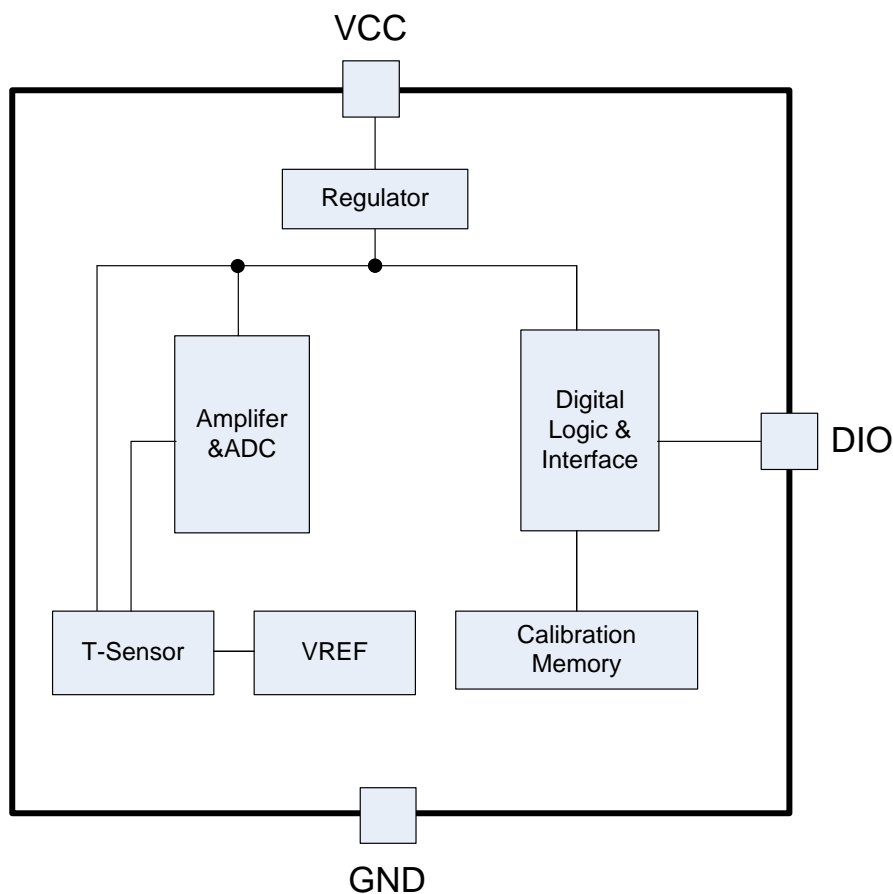 VCC
Regulator
Amplifer
&ADC
Digital
Logic &
Interface
DIO
T-Sensor
VREF
Calibration
Memory
GND